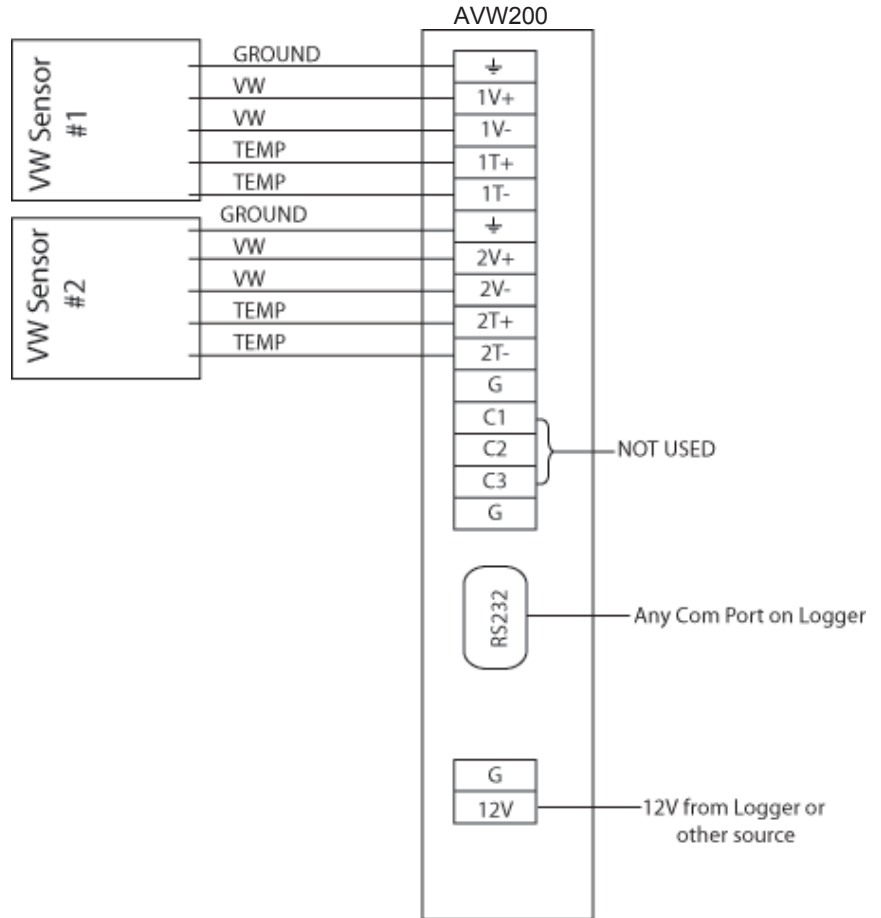 AVW200
VW Sensor
#1
GROUND
VW
VW
TEMP
TEMP
VW Sensor
#2
GROUND
VW
VW
TEMP
TEMP
⏚
1V+
1V-
1T+
1T-
⏚
2V+
2V-
2T+
2T-
G
C1
C2
C3
G
NOT USED
RS232
Any Com Port on Logger
G
12V
12V from Logger or
other source